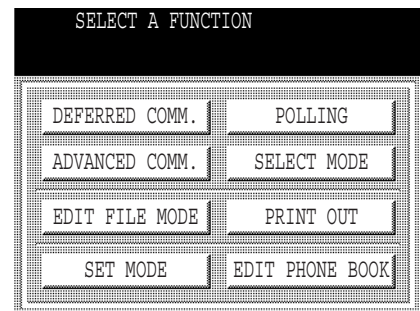 SELECT A FUNCTION
DEFERRED COMM. POLLING
ADVANCED COMM. SELECT MODE
EDIT FILE MODE PRINT OUT
SET MODE EDIT PHONE BOOK